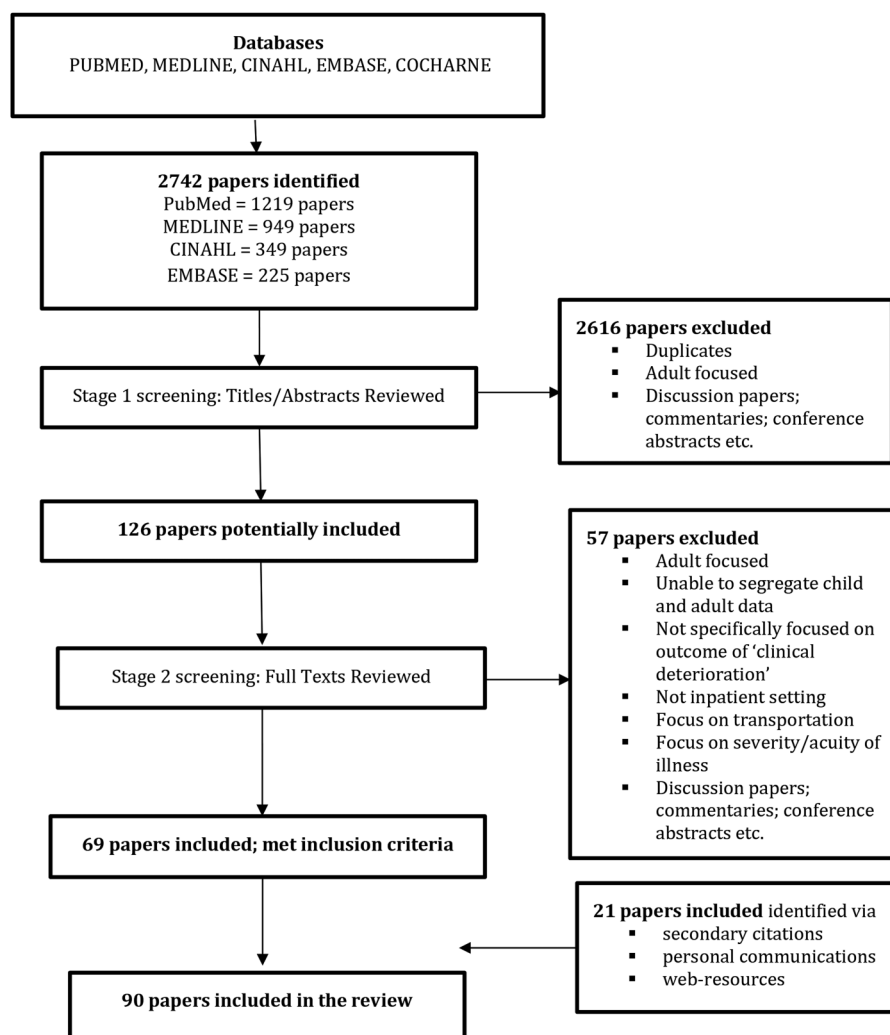 Databases
PUBMED, MEDLINE, CINAHL, EMBASE, COCHARNE
2742 papers identified
PubMed = 1219 papers
MEDLINE = 949 papers
CINAHL = 349 papers
EMBASE = 225 papers
2616 papers excluded
▪ Duplicates
▪ Adult focused
▪ Discussion papers;
commentaries; conference
abstracts etc.
Stage 1 screening: Titles/Abstracts Reviewed
126 papers potentially included
57 papers excluded
▪ Adult focused
▪ Unable to segregate child
and adult data
▪ Not specifically focused on
outcome of ‘clinical
deterioration’
▪ Not inpatient setting
▪ Focus on transportation
▪ Focus on severity/acuity of
illness
▪ Discussion papers;
commentaries; conference
abstracts etc.
Stage 2 screening: Full Texts Reviewed
69 papers included; met inclusion criteria
21 papers included identified via
▪ secondary citations
▪ personal communications
▪ web-resources
90 papers included in the review